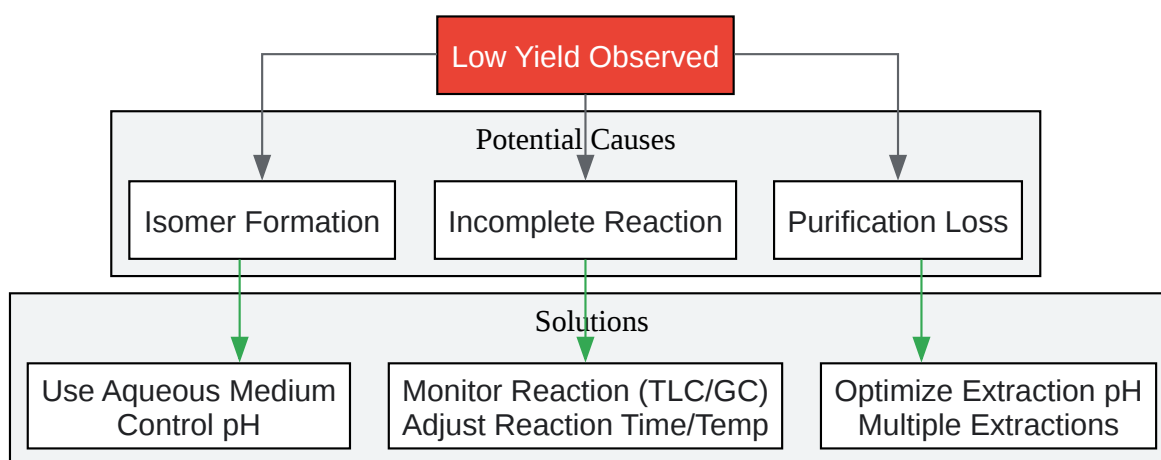 Low Yield Observed
Potential Causes
Isomer Formation
Incomplete Reaction
Purification Loss
Solutions
Use Aqueous Medium
Control pH
Monitor Reaction (TLC/GC)
Adjust Reaction Time/Temp
Optimize Extraction pH
Multiple Extractions